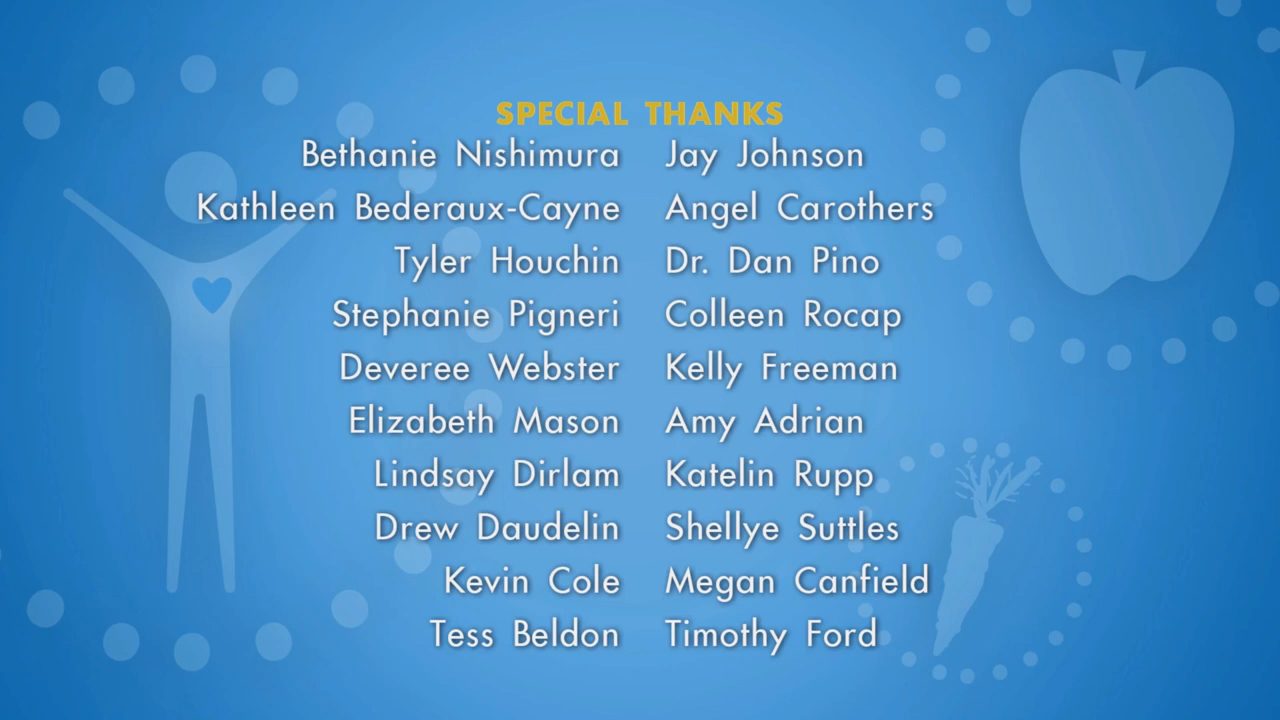 SPECIAL THANKS
Bethanie Nishimura Jay Johnson
Kathleen Bederaux-Cayne Angel Carothers
Tyler Houchin Dr. Dan Pino
Stephanie Pigneri Colleen Rocap
Deveree Webster Kelly Freeman
Elizabeth Mason Amy Adrian
Lindsay Dirlam Katelin Rupp
Drew Daudelin Shellye Suttles
Kevin Cole Megan Canfield
Tess Beldon Timothy Ford